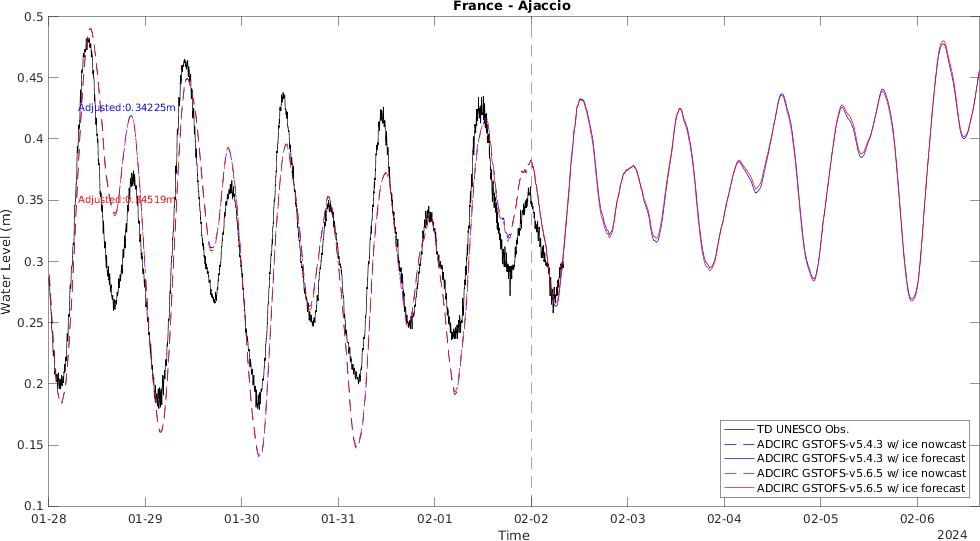 France - Ajaccio
0.5
0.45
0.4
0.35
0.3
0.25
0.2
0.15
0.1
Water Level (m)
Adjusted:0.34225m
Adjusted:0.34519m
TD UNESCO Obs.
ADCIRC GSTOFS-v5.4.3 w/ ice nowcast
ADCIRC GSTOFS-v5.4.3 w/ ice forecast
ADCIRC GSTOFS-v5.6.5 w/ ice nowcast
ADCIRC GSTOFS-v5.6.5 w/ ice forecast
01-28 01-29 01-30 01-31 02-01 02-02 02-03 02-04 02-05 02-06
Time
2024